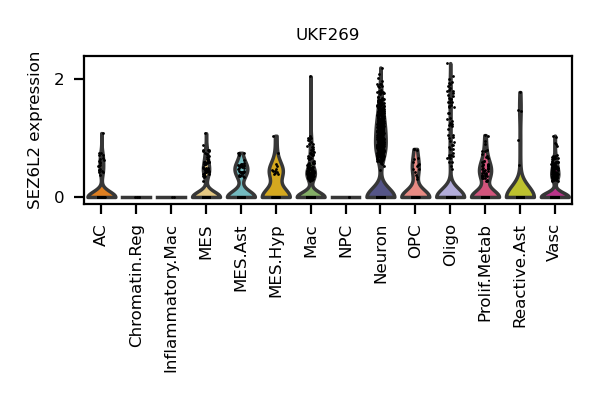 UKF269
SEZ6L2 expression
2
0
AC
Chromatin.Reg
Inflammatory.Mac
MES
MES.Ast
MES.Hyp
Mac
NPC
Neuron
OPC
Oligo
Prolif.Metab
Reactive.Ast
Vasc